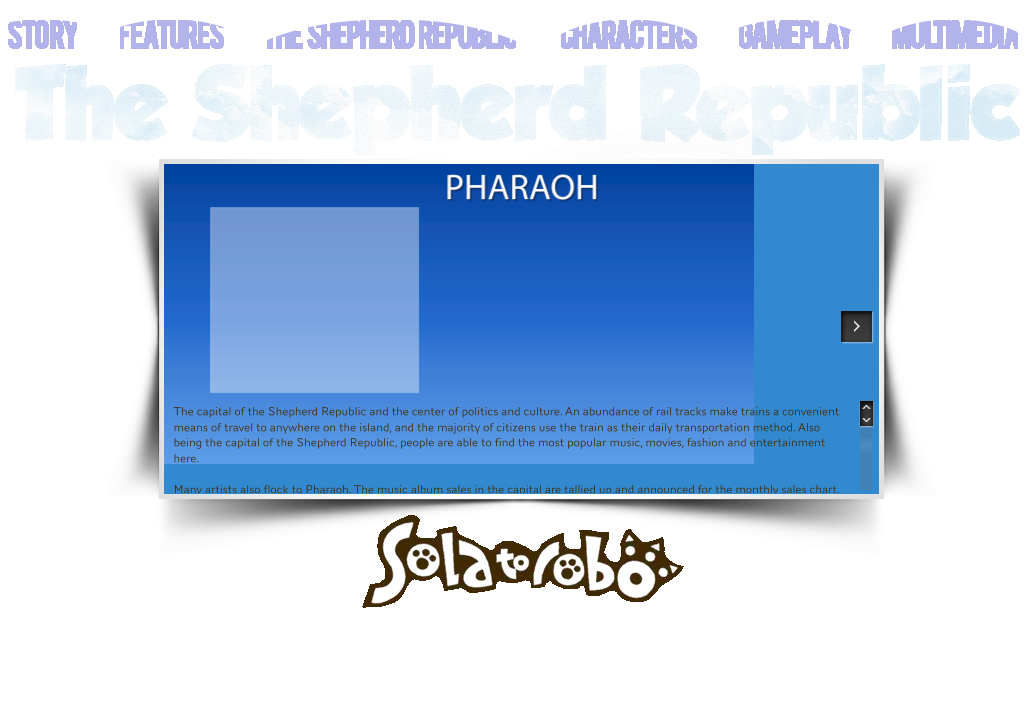 STORY FEATURES THE SHEPHERD REPUBLIC CHARACTERS GAMEPLAY MULTIMEDIA
The Shepherd Republic
PHARAOH
The capital of the Shepherd Republic and the center of politics and culture. An abundance of rail tracks make trains a convenient
means of travel to anywhere on the island, and the majority of citizens use the train as their daily transportation method. Also
being the capital of the Shepherd Republic, people are able to find the most popular music, movies, fashion and entertainment
here.
Many artists also flock to Pharaoh. The music album sales in the capital are tallied up and announced for the monthly sales chart.
Solatorobo